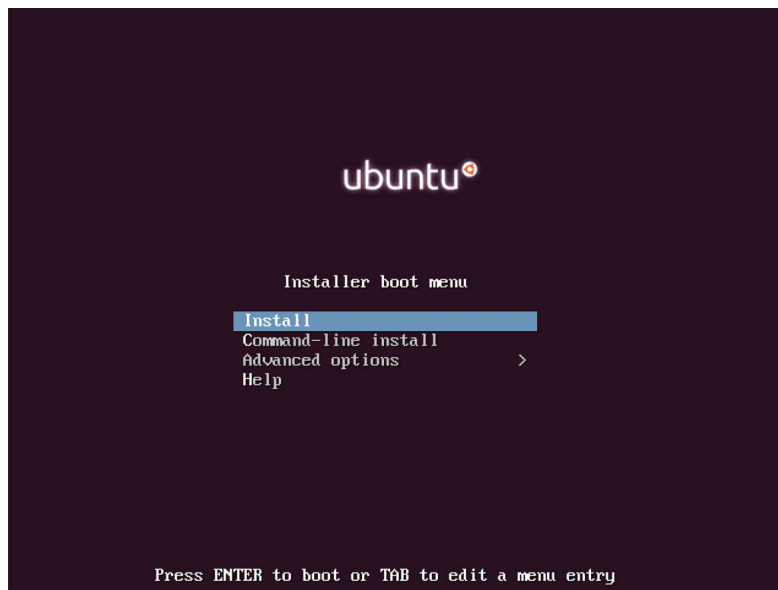 ubuntu
Installer boot menu
Install
Command-line install
Advanced options >
Help
Press ENTER to boot or TAB to edit a menu entry